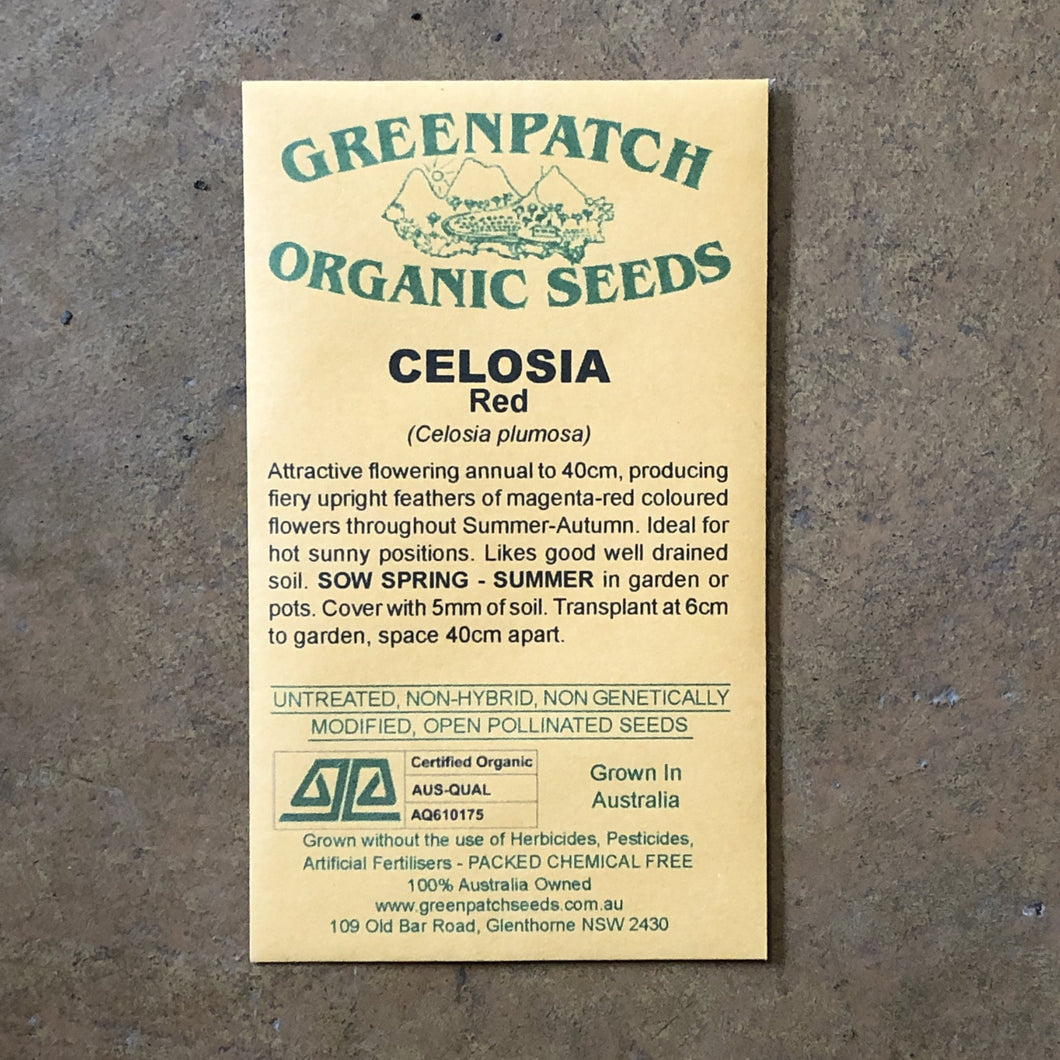 GREENPATCH
ORGANIC SEEDS
CELOSIA
Red
(Celosia plumosa)
Attractive flowering annual to 40cm, producing
fiery upright feathers of magenta-red coloured
flowers throughout Summer-Autumn. Ideal for
hot sunny positions. Likes good well drained
soil. SOW SPRING - SUMMER in garden or
pots. Cover with 5mm of soil. Transplant at 6cm
to garden, space 40cm apart.
UNTREATED, NON-HYBRID, NON GENETICALLY
MODIFIED, OPEN POLLINATED SEEDS
Certified Organic
AUS-QUAL
AQ610175
Grown In
Australia
Grown without the use of Herbicides, Pesticides,
Artificial Fertilisers - PACKED CHEMICAL FREE
100% Australia Owned
www.greenpatchseeds.com.au
109 Old Bar Road, Glenthorne NSW 2430